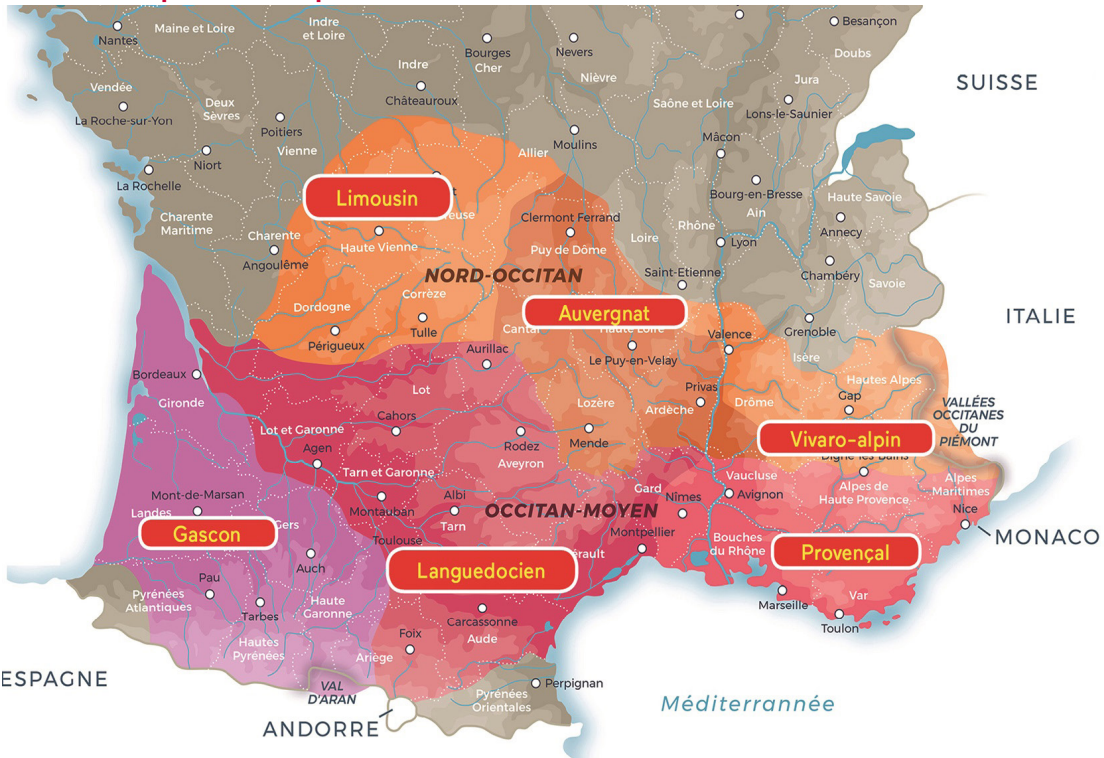 Nantes
Maine et Loire
Indre
et Loire
Bourges
Cher
Nevers
Besançon
Doubs
Vendée
Indre
Nièvre
Jura
SUISSE
Châteauroux
Saône et Loire
Lons-le-Saunier
La Roche-sur-Yon
Deux
Sèvres
Poitiers
Vienne
Moulins
Mâcon
Niort
Allier
La Rochelle
Bourg-en-Bresse
Ain
Haute Savoie
Limousin
Charente
Maritime
Clermont Ferrand
Rhône
Annecy
Charente
Haute Vienne
Puy de Dôme
Loire
Lyon
Angoulême
NORD-OCCITAN
Saint-Etienne
Chambéry
Savoie
Corrèze
Dordogne
Auvergnat
ITALIE
Tulle
Haute Loire
Valence
Grenoble
Périgueux
Aurillac
Le Puy-en-Velay
Isère
Bordeaux
Lot
Privas
Hautes Alpes
Gironde
Lozère
Ardèche
Drôme
Gap
VALLÉES
OCCITANES
DU
PIÉMONT
Cahors
Lot et Garonne
Agen
Rodez
Mende
Vivaro-alpin
Aveyron
Digne les Bains
Tarn et Garonne
Vaucluse
Alpes
Maritimes
Mont-de-Marsan
Albi
Gard
Nîmes
Avignon
Alpes de
Haute Provence
Landes
Montauban
Tarn
OCCITAN-MOYEN
Nice
Gascon
Gers
Toulouse
Montpellier
Bouches
du Rhône
Provençal
MONACO
Auch
Languedocien
Pau
Marseille
Var
Pyrénées
Atlantiques
Tarbes
Haute
Garonne
Carcassonne
Toulon
Foix
Aude
Hautes
Pyrénées
Ariège
ESPAGNE
VAL
D'ARAN
Perpignan
Pyrénées
Orientales
Méditerrannée
ANDORRE